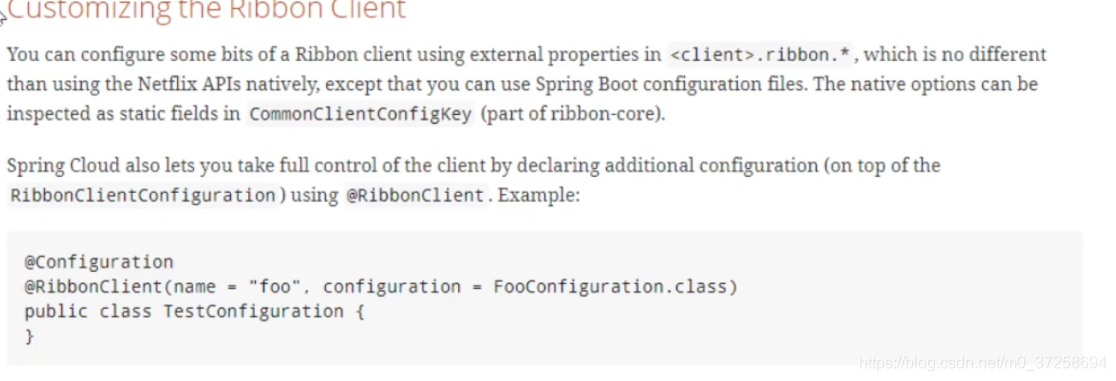 Customizing the Ribbon Client
You can configure some bits of a Ribbon client using external properties in <client>.ribbon.*, which is no different
than using the Netflix APIs natively, except that you can use Spring Boot configuration files. The native options can be
inspected as static fields in CommonClientConfigKey (part of ribbon-core).
Spring Cloud also lets you take full control of the client by declaring additional configuration (on top of the
RibbonClientConfiguration) using @RibbonClient. Example:
@Configuration
@RibbonClient(name = "foo", configuration = FooConfiguration.class)
public class TestConfiguration {
}
https://blog.csdn.net/m0_37258694